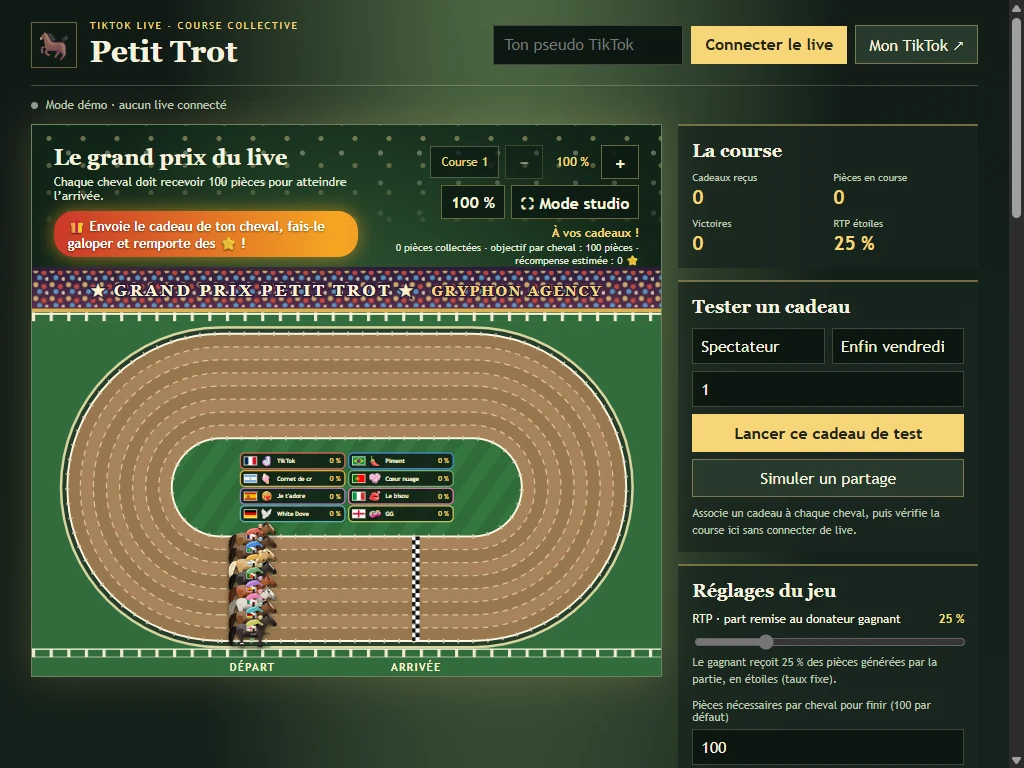 TIKTOK LIVE · COURSE COLLECTIVE
Petit Trot
Ton pseudo TikTok
Connecter le live
Mon TikTok ↗
Mode démo · aucun live connecté
Le grand prix du live
Chaque cheval doit recevoir 100 pièces pour atteindre
l'arrivée.
🎁 Envoie le cadeau de ton cheval, fais-le
galoper et remporte des ⭐ !
Course 1
−
100 %
+
100 %
Mode studio
À vous de jouer !
0 pièces collectées · objectif par cheval : 100 pièces ·
récompense estimée : 0 ⭐
★ GRAND PRIX PETIT TROT ★ GRYPHON AGENCY
TikTok 0 %
Piment 0 %
Cornet de cr 0 %
Cœur nuage 0 %
Je t'adore 0 %
Le bisou 0 %
White Dove 0 %
GG 0 %
DÉPART
ARRIVÉE
La course
Cadeaux reçus
0
Pièces en course
0
Victoires
0
RTP étoiles
25 %
Tester un cadeau
Spectateur
Enfin vendredi
1
Lancer ce cadeau de test
Simuler un partage
Associe un cadeau à chaque cheval, puis vérifie la
course ici sans connecter de live.
Réglages du jeu
RTP · part remise au donateur gagnant 25 %
Le gagnant reçoit 25 % des pièces générées par la
partie, en étoiles (taux fixe).
Pièces nécessaires par cheval pour finir (100 par
défaut)
100